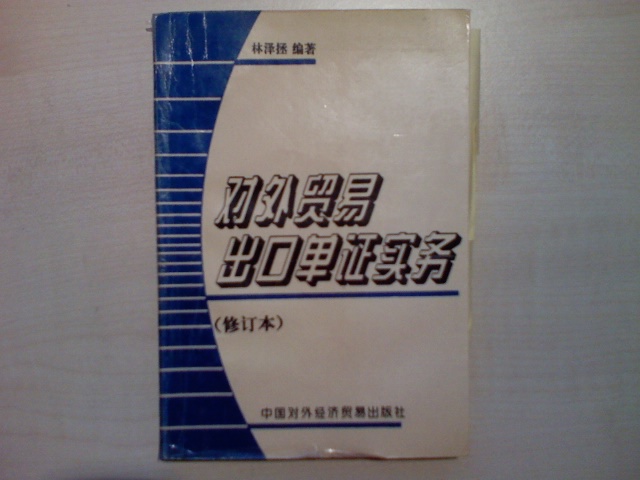 林泽拯 编著
对外贸易
出口单证实务
(修订本)
中国对外经济贸易出版社